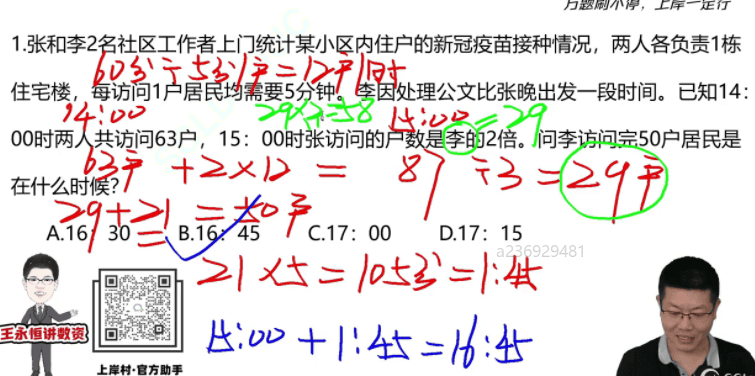 万题刷不停，上岸一定行
1.张和李2名社区工作者上门统计某小区内住户的新冠疫苗接种情况，两人各负责1栋
60分÷5分/户=12户/时
住宅楼，每访问1户居民均需要5分钟。李因处理公文比张晚出发一段时间。已知14：
14:00 29×2=58 15:00=29
00时两人共访问63户，15：00时张访问的户数是李的2倍。问李访问完50户居民是
63户+2×12=87÷3=29户
在什么时候？
29+21=50户
A.16：30 B.16：45 C.17：00 D.17：15
a236929481
21×5=105分=1:45
王永恒讲数资
15:00+1:45=16:45
上岸村·官方助手